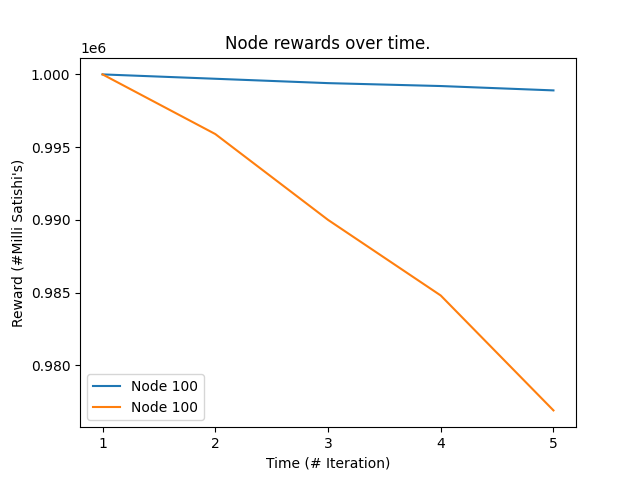 Node rewards over time.
1e6
1.000
0.995
0.990
0.985
0.980
Reward (#Milli Satishi's)
Node 100
Node 100
1 2 3 4 5
Time (# Iteration)